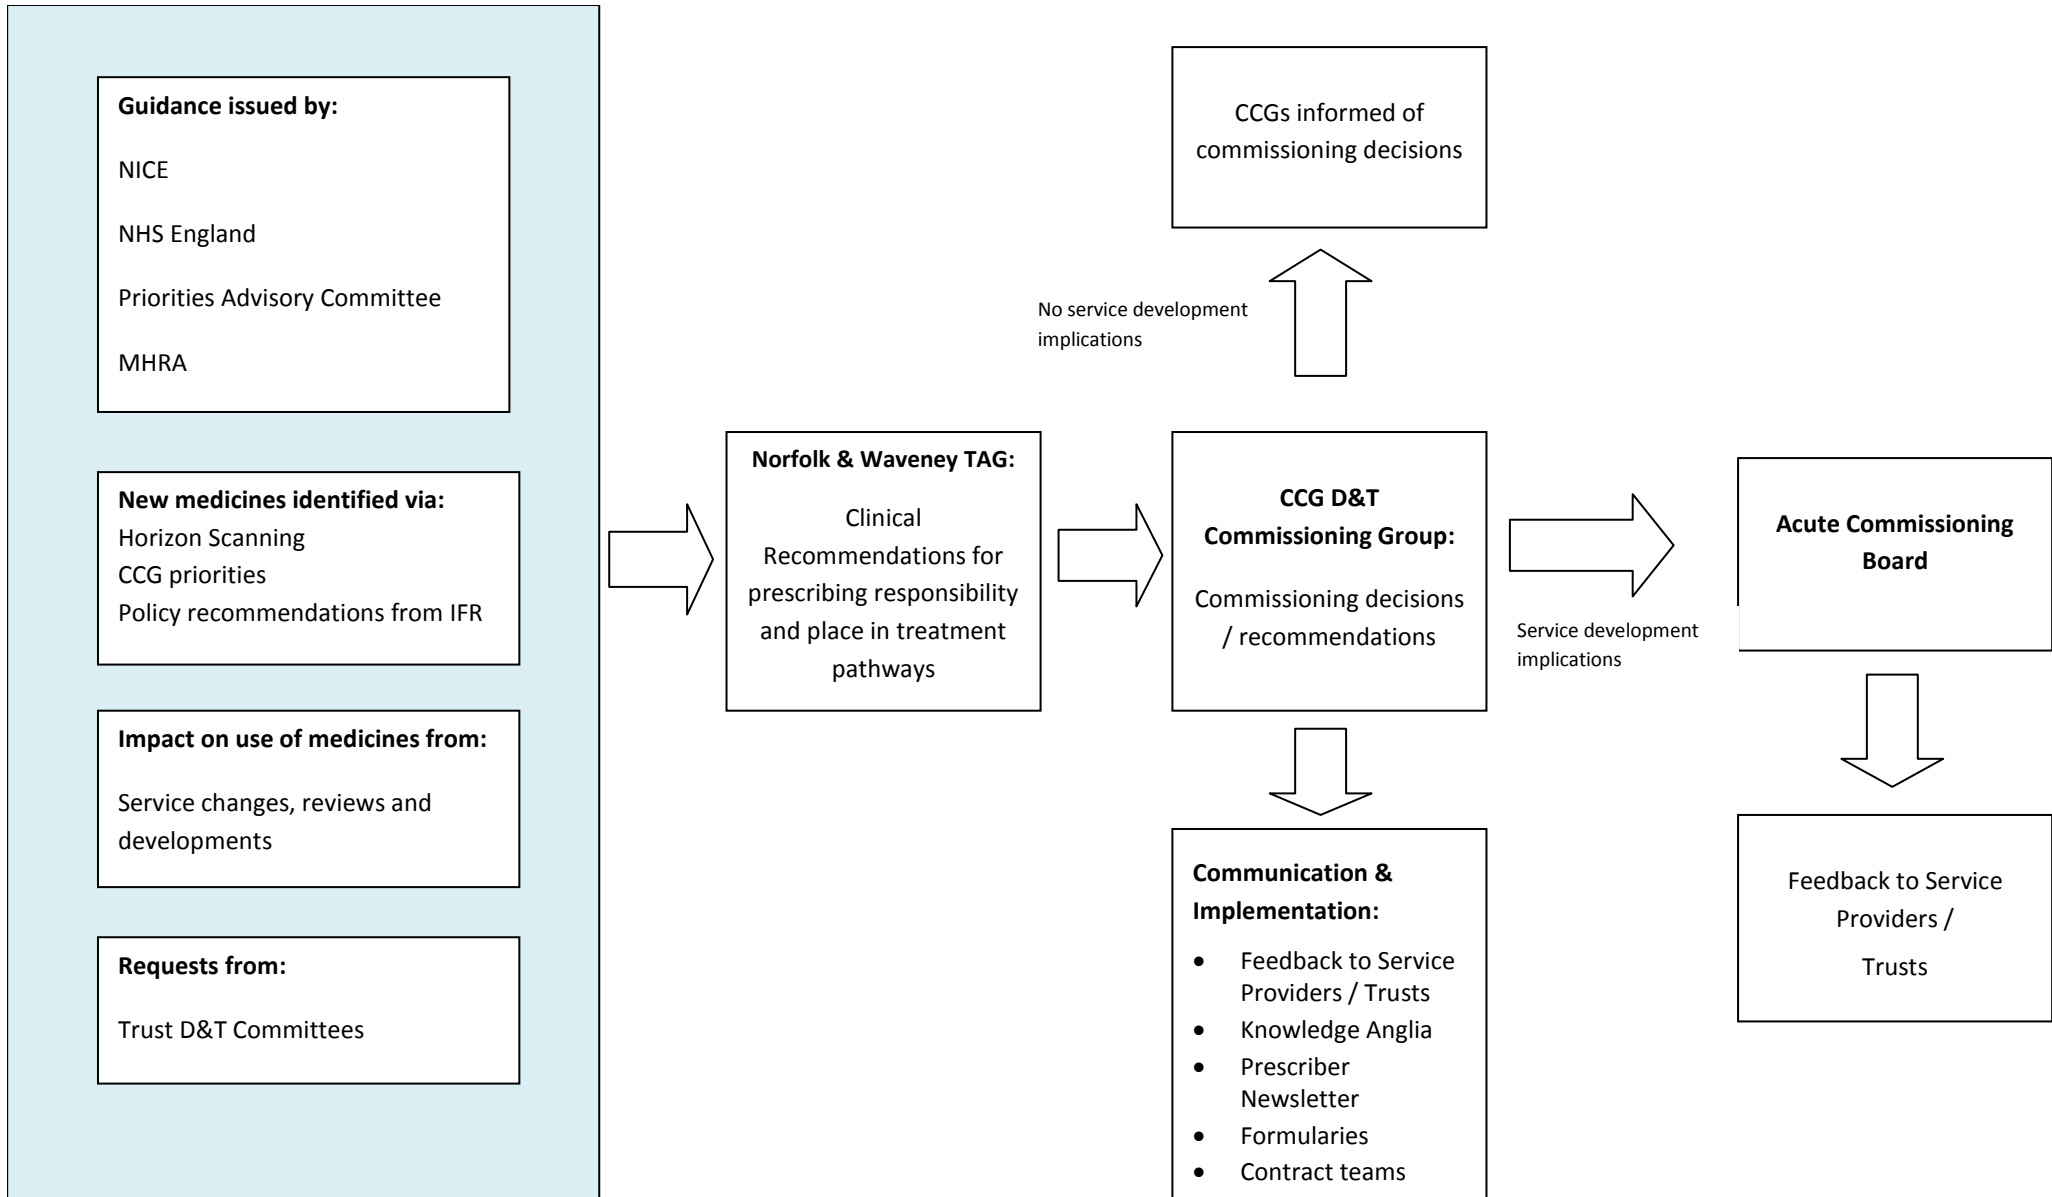 Guidance issued by:
NICE
NHS England
Priorities Advisory Committee
MHRA
New medicines identified via:
Horizon Scanning
CCG priorities
Policy recommendations from IFR
Impact on use of medicines from:
Service changes, reviews and
developments
Requests from:
Trust D&T Committees
Norfolk & Waveney TAG:
Clinical
Recommendations for
prescribing responsibility
and place in treatment
pathways
CCGs informed of
commissioning decisions
No service development
implications
CCG D&T
Commissioning Group:
Commissioning decisions
/ recommendations
Service development
implications
Acute Commissioning
Board
Communication &
Implementation:
• Feedback to Service
Providers / Trusts
• Knowledge Anglia
• Prescriber
Newsletter
• Formularies
• Contract teams
Feedback to Service
Providers /
Trusts